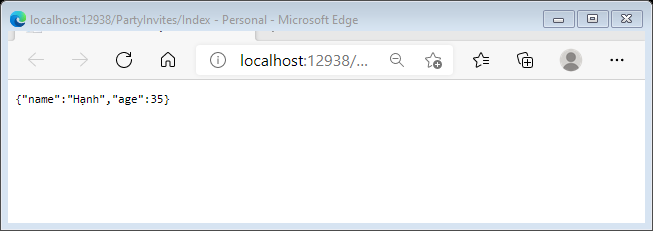 localhost:12938/PartyInvites/Index - Personal - Microsoft Edge
localhost:12938/...
{"name":"Hạnh","age":35}